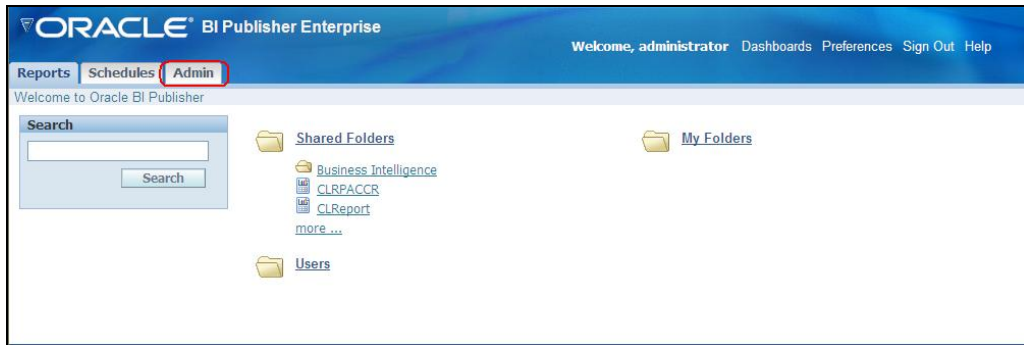 ORACLE BI Publisher Enterprise
Welcome, administrator Dashboards Preferences Sign Out Help
Reports Schedules Admin
Welcome to Oracle BI Publisher
Search
Search
Shared Folders
Business Intelligence
CLRPACCR
CLReport
more ...
Users
My Folders